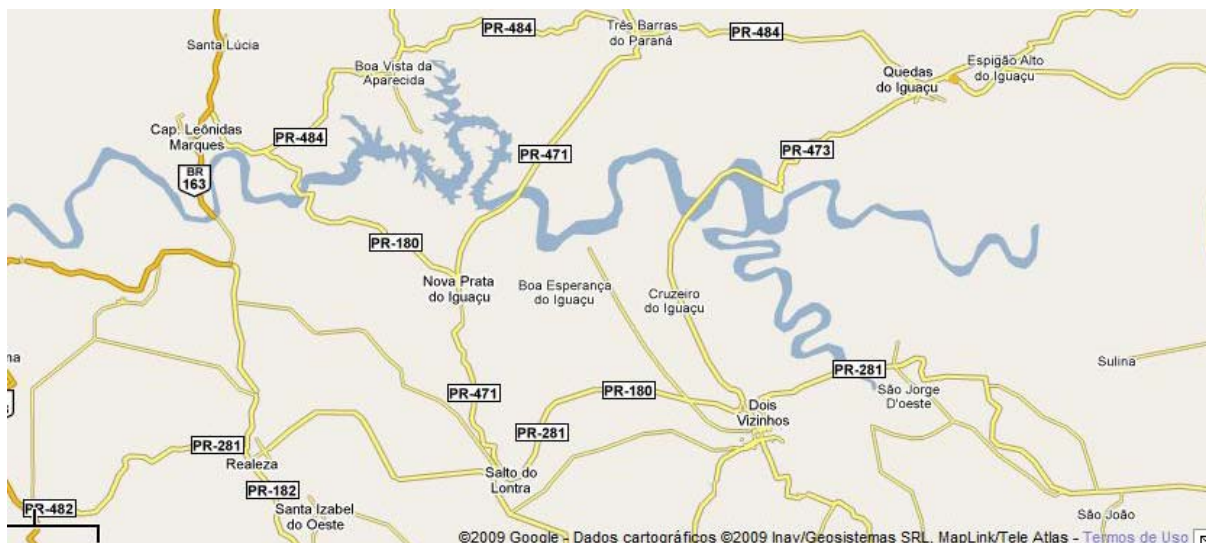 PR-484
Três Barras
do Paraná
PR-484
Santa Lúcia
Boa Vista da
Aparecida
Quedas
do Iguaçu
Espigão Alto
do Iguaçu
Cap. Leônidas
Marques
PR-484
PR-471
PR-473
BR
163
PR-180
Nova Prata
do Iguaçu
Boa Esperança
do Iguaçu
Cruzeiro
do Iguaçu
Sulina
PR-281
São Jorge
D'oeste
PR-471
PR-180
Dois
Vizinhos
PR-281
PR-281
Realeza
Salto do
Lontra
PR-182
Santa Izabel
do Oeste
PR-482
São João
©2009 Google - Dados cartográficos ©2009 Inav/Geosistemas SRL, MapLink/Tele Atlas - Termos de Uso